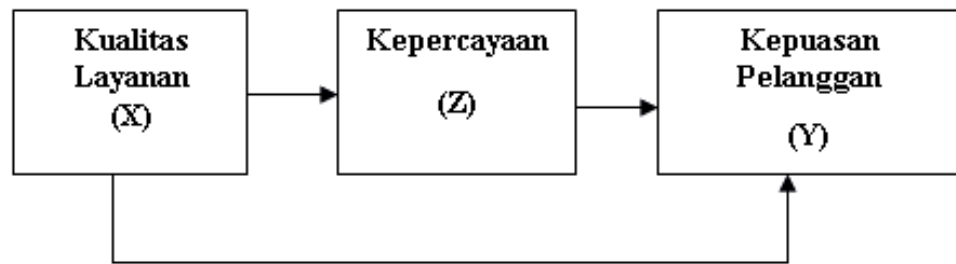 Kualitas
Layanan
(X)
Kepercayaan
(Z)
Kepuasan
Pelanggan
(Y)